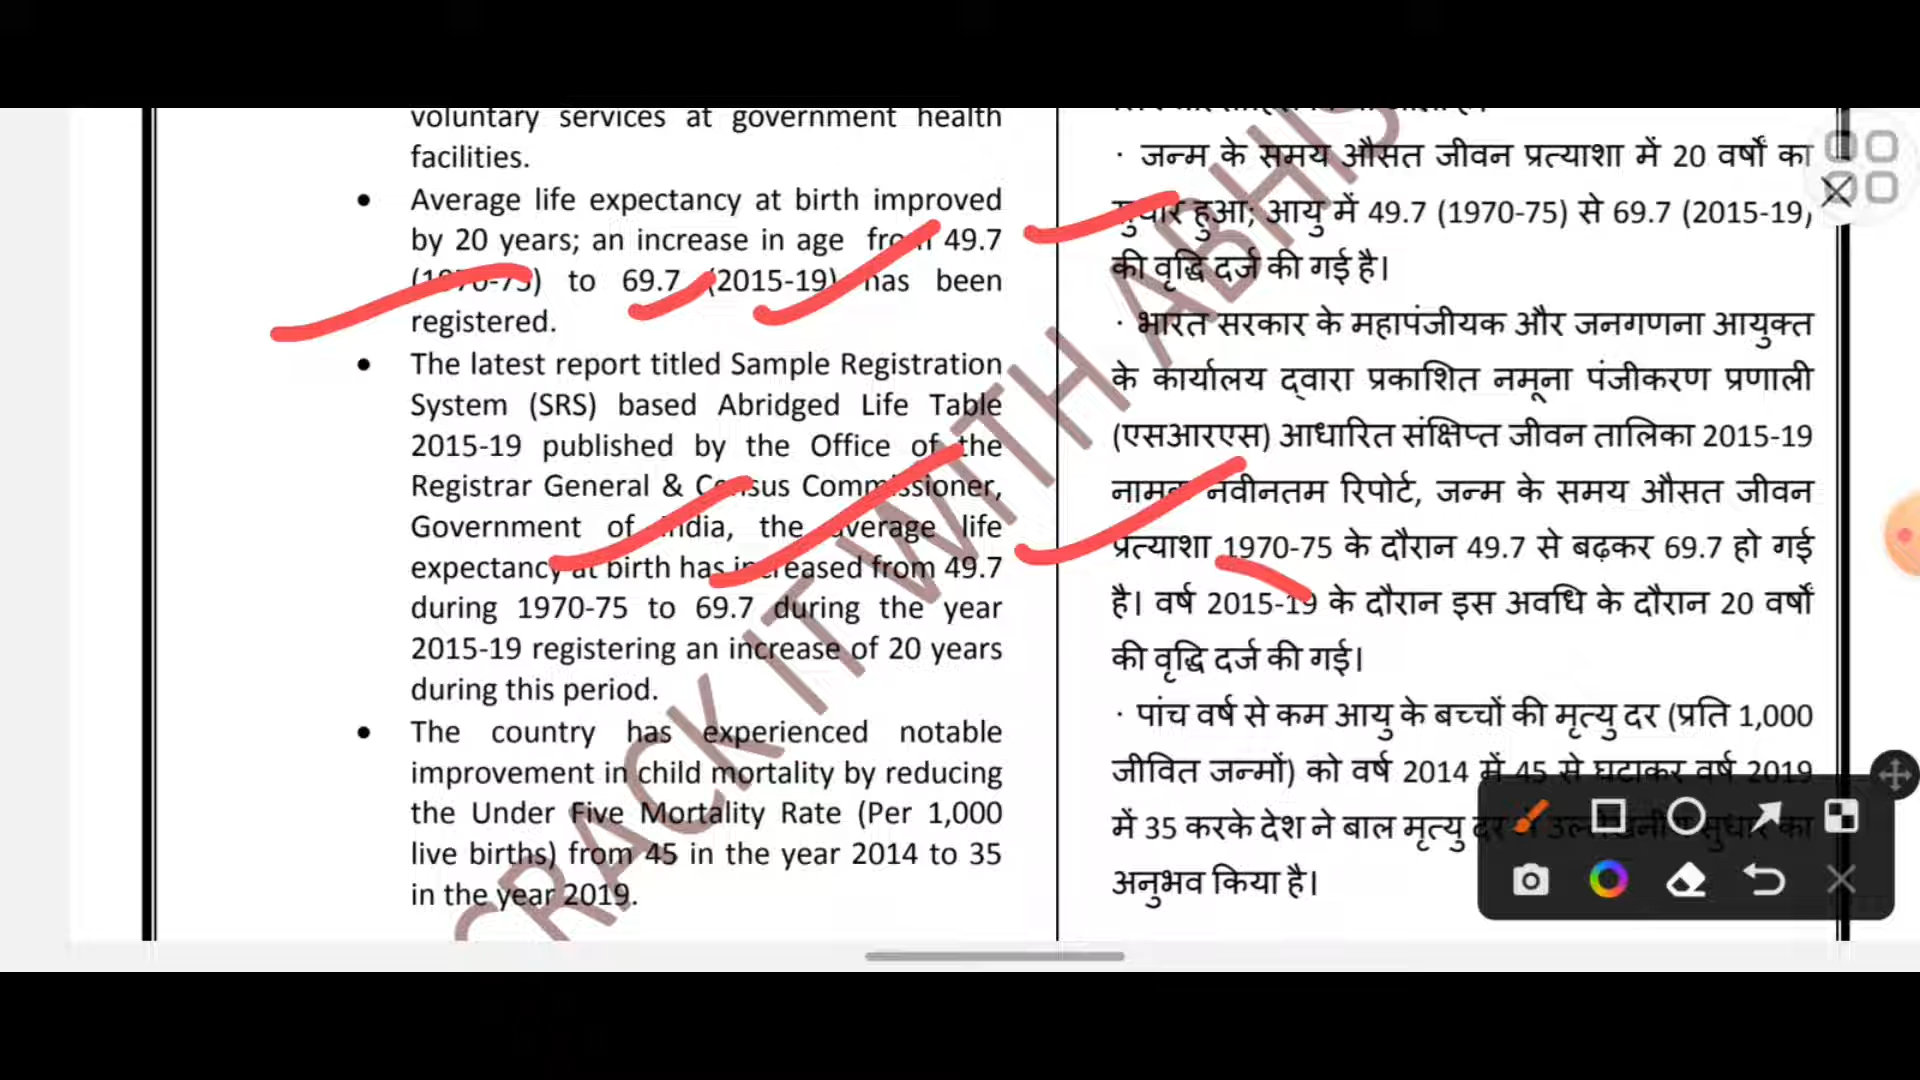 voluntary services at government health
facilities.
• Average life expectancy at birth improved
by 20 years; an increase in age from 49.7
(1970-75) to 69.7 (2015-19) has been
registered.
• The latest report titled Sample Registration
System (SRS) based Abridged Life Table
2015-19 published by the Office of the
Registrar General & Census Commissioner,
Government of India, the average life
expectancy at birth has increased from 49.7
during 1970-75 to 69.7 during the year
2015-19 registering an increase of 20 years
during this period.
• The country has experienced notable
improvement in child mortality by reducing
the Under Five Mortality Rate (Per 1,000
live births) from 45 in the year 2014 to 35
in the year 2019.
· जन्म के समय औसत जीवन प्रत्याशा में 20 वर्षों का
सुधार हुआ; आयु में 49.7 (1970-75) से 69.7 (2015-19)
की वृद्धि दर्ज की गई है।
· भारत सरकार के महापंजीयक और जनगणना आयुक्त
के कार्यालय द्वारा प्रकाशित नमूना पंजीकरण प्रणाली
(एसआरएस) आधारित संक्षिप्त जीवन तालिका 2015-19
नामक नवीनतम रिपोर्ट, जन्म के समय औसत जीवन
प्रत्याशा 1970-75 के दौरान 49.7 से बढ़कर 69.7 हो गई
है। वर्ष 2015-19 के दौरान इस अवधि के दौरान 20 वर्षों
की वृद्धि दर्ज की गई।
· पांच वर्ष से कम आयु के बच्चों की मृत्यु दर (प्रति 1,000
जीवित जन्मों) को वर्ष 2014 में 45 से घटाकर वर्ष 2019
में 35 करके देश ने बाल मृत्यु दर में उल्लेखनीय सुधार का
अनुभव किया है।
CRACK IT WITH ABHIS